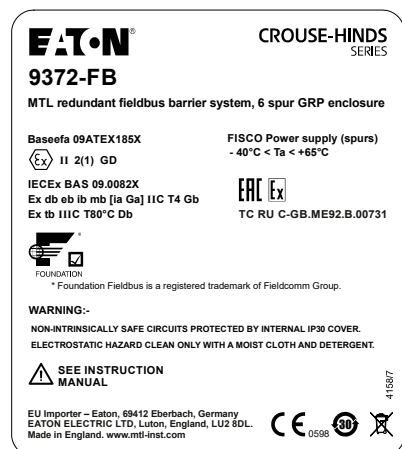 EATON®
CROUSE-HINDS
SERIES
9372-FB
MTL redundant fieldbus barrier system, 6 spur GRP enclosure
Baseefa 09ATEX185X
FISCO Power supply (spurs)
Ex II 2(1) GD
- 40°C < Ta < +65°C
IECEx BAS 09.0082X
Ex db eb ib mb [ia Ga] IIC T4 Gb
Ex tb IIIC T80°C Db
EAC Ex
TC RU C-GB.ME92.B.00731
F *
FOUNDATION
* Foundation Fieldbus is a registered trademark of Fieldcomm Group.
WARNING:-
NON-INTRINSICALLY SAFE CIRCUITS PROTECTED BY INTERNAL IP30 COVER.
ELECTROSTATIC HAZARD CLEAN ONLY WITH A MOIST CLOTH AND DETERGENT.
SEE INSTRUCTION
MANUAL
4158/7
EU Importer – Eaton, 69412 Eberbach, Germany
EATON ELECTRIC LTD, Luton, England, LU2 8DL.
Made in England. www.mtl-inst.com
CE 0598 30